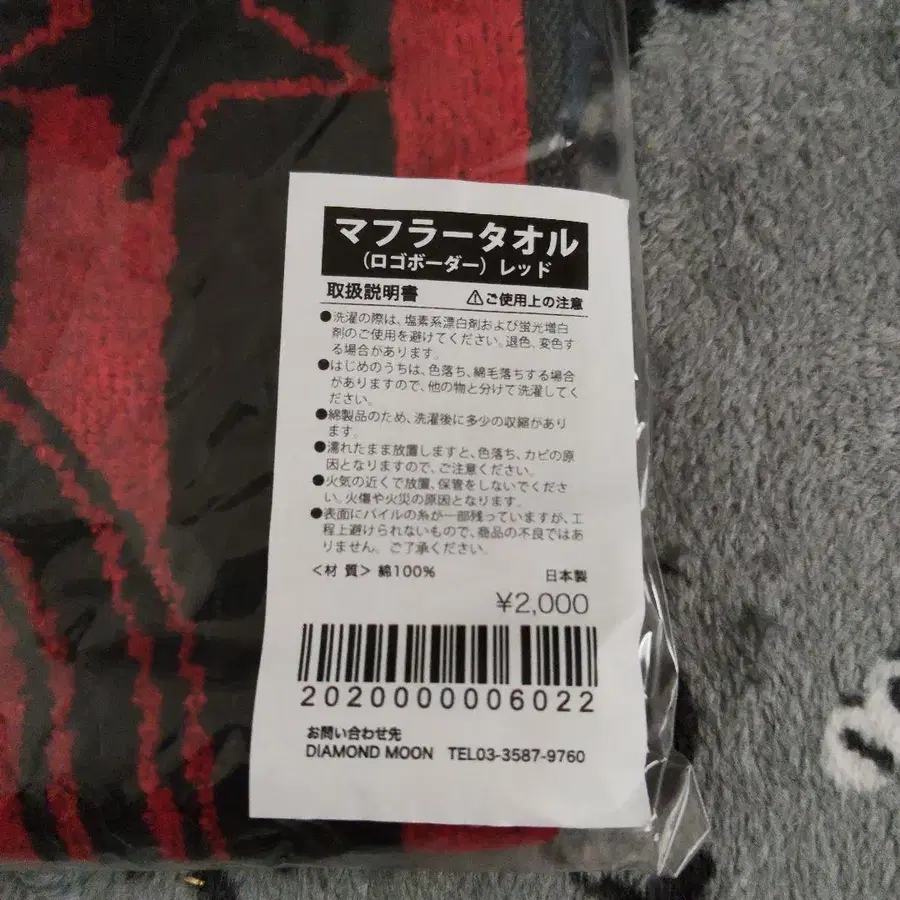 マフラータオル
(ロゴボーダー) レッド
取扱説明書 ⚠ご使用上の注意
●洗濯の際は、塩素系漂白剤および蛍光増白
剤のご使用を避けてください。退色、変色す
る場合があります。
●はじめのうちは、色落ち、綿毛落ちする場合
がありますので、他の物と分けて洗濯してく
ださい。
●綿製品のため、洗濯後に多少の収縮があり
ます。
●濡れたまま放置しますと、色落ち、カビの原
因となりますので、ご注意ください。
●火気の近くで放置、保管をしないでくださ
い。火傷や火災の原因となります。
●表面にパイルの糸が一部残っていますが、工
程上避けられないもので、商品の不良ではあ
りません。ご了承ください。
<材 質> 綿100% 日本製
¥2,000
2020000006022
お問い合わせ先
DIAMOND MOON TEL03-3587-9760